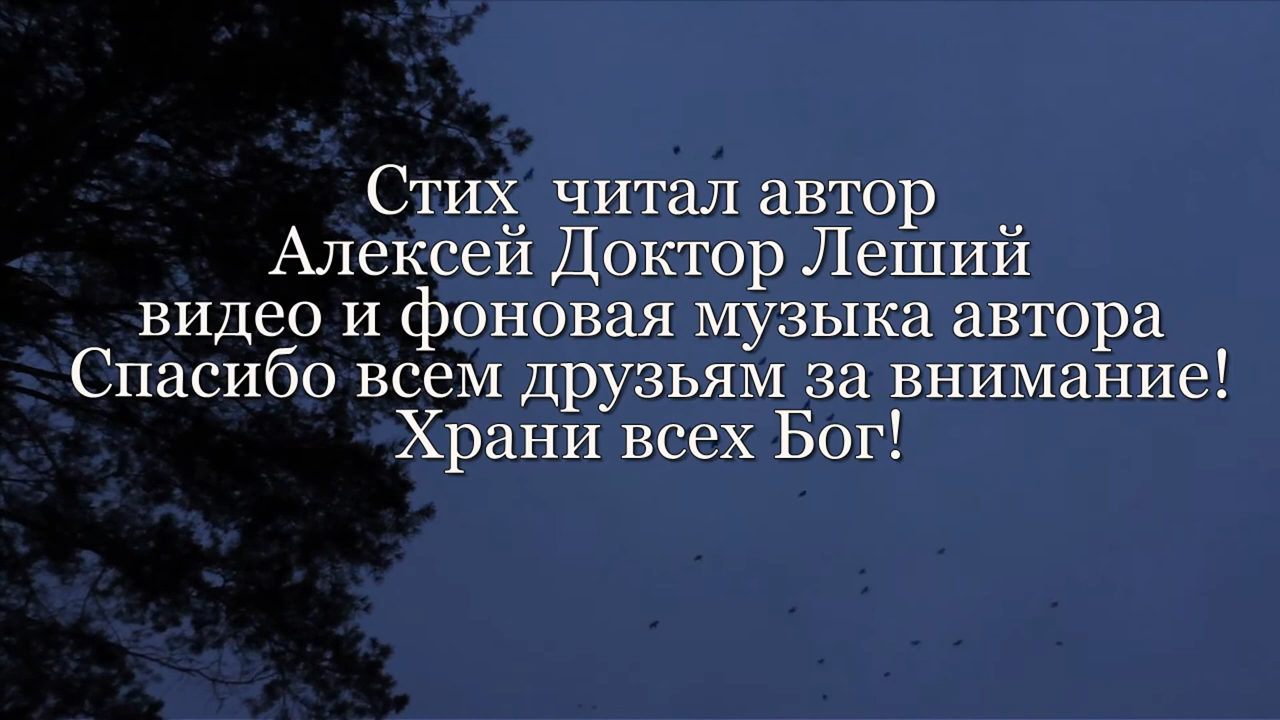 Стих читал автор
Алексей Доктор Леший
видео и фоновая музыка автора
Спасибо всем друзьям за внимание!
Храни всех Бог!